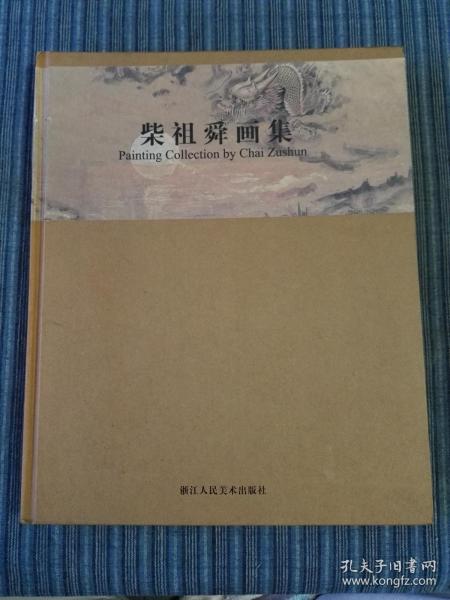 柴祖舜画集
Painting Collection by Chai Zushun
浙江人民美术出版社
孔夫子旧书网
www.kongfz.com